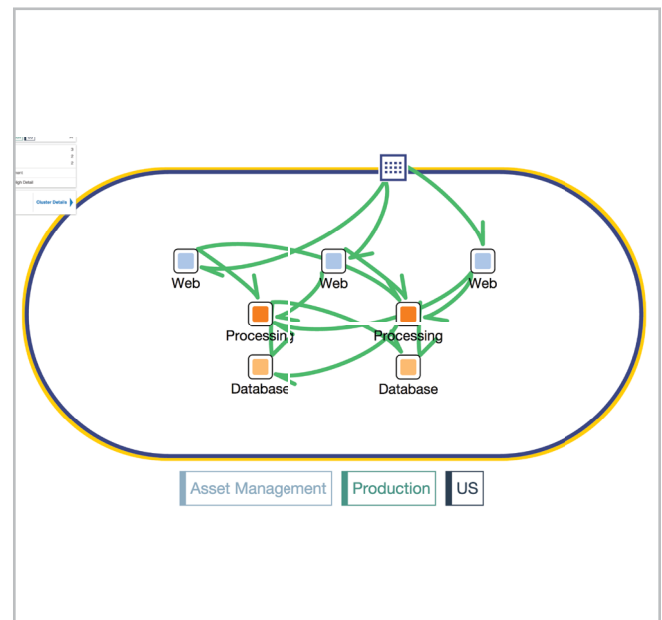 Cluster Details
Web
Web
Web
Processing
Processing
Database
Database
Asset Management
Production
US